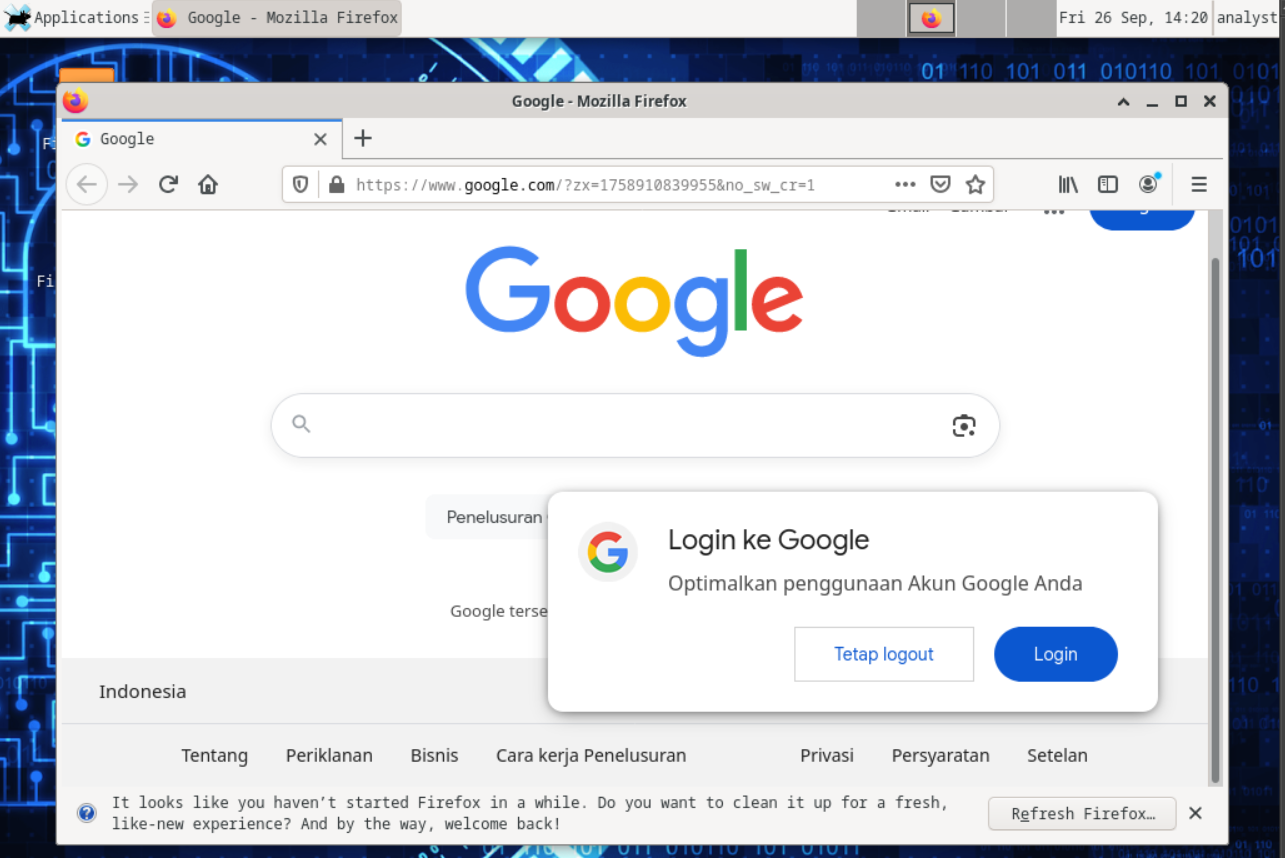 Applications
Google - Mozilla Firefox
Fri 26 Sep, 14:20
analyst
Google - Mozilla Firefox
Google
https://www.google.com/?zx=1758910839955&no_sw_cr=1
Google
Penelusuran
Login ke Google
Optimalkan penggunaan Akun Google Anda
Tetap logout
Login
Google terse
Indonesia
Tentang Periklanan Bisnis Cara kerja Penelusuran Privasi Persyaratan Setelan
It looks like you haven't started Firefox in a while. Do you want to clean it up for a fresh,
like-new experience? And by the way, welcome back!
Refresh Firefox…